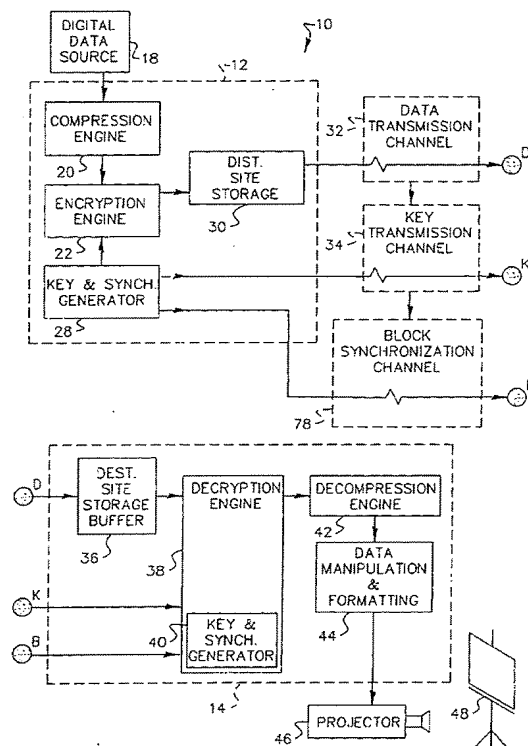 DIGITAL
DATA
SOURCE
18
10
12
COMPRESSION
ENGINE
20
ENCRYPTION
ENGINE
22
KEY & SYNCH.
GENERATOR
28
DIST.
SITE
STORAGE
30
32
DATA
TRANSMISSION
CHANNEL
D
34
KEY
TRANSMISSION
CHANNEL
K
BLOCK
SYNCHRONIZATION
CHANNEL
78
D
DEST.
SITE
STORAGE
BUFFER
36
DECRYPTION
ENGINE
38
DECOMPRESSION
ENGINE
42
DATA
MANIPULATION
&
FORMATTING
44
K
B
40
KEY &
SYNCH.
GENERATOR
14
PROJECTOR
46
48